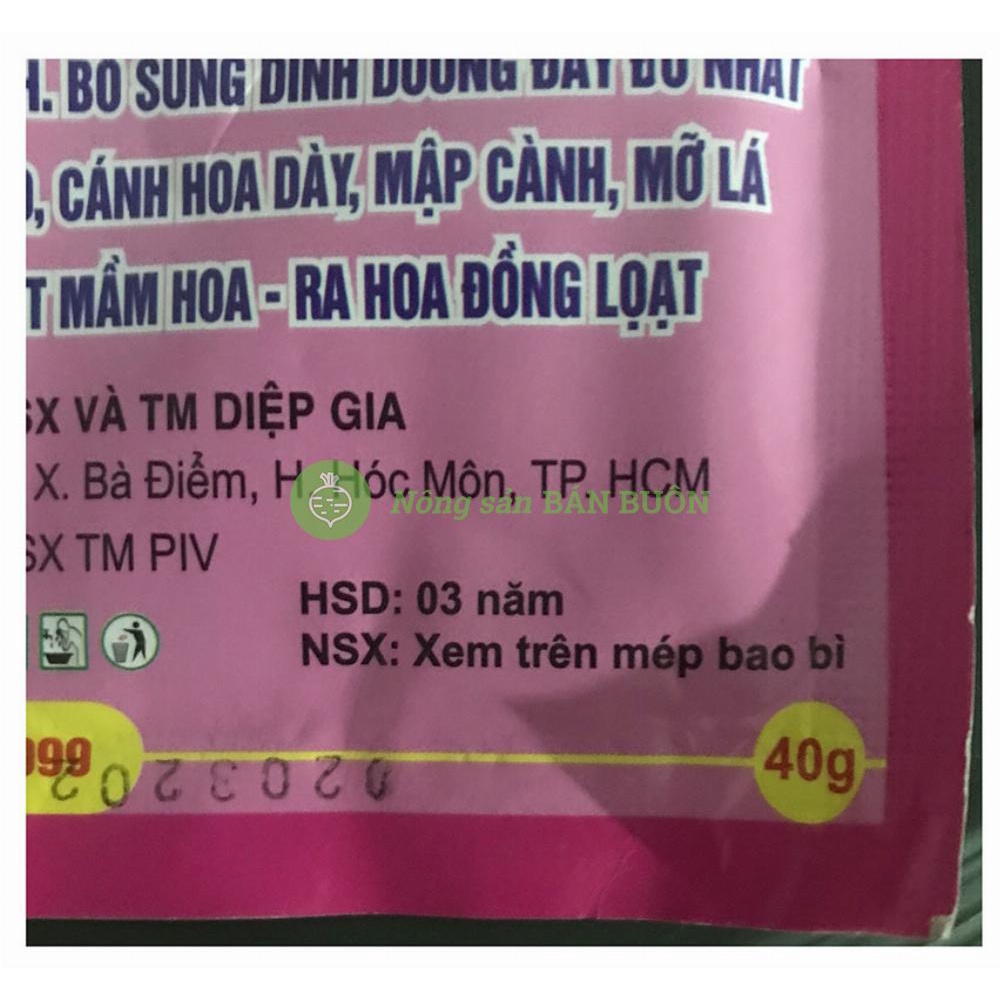 H. BỔ SUNG DINH DƯỠNG ĐẦY ĐỦ NHẤT
, CÁNH HOA DÀY, MẬP CÀNH, MỠ LÁ
T MẦM HOA - RA HOA ĐỒNG LOẠT
SX VÀ TM DIỆP GIA
X. Bà Điểm, H. Hóc Môn, TP. HCM
Nông sản BÁN BUÔN
SX TM PIV
HSD: 03 năm
NSX: Xem trên mép bao bì
999
40g